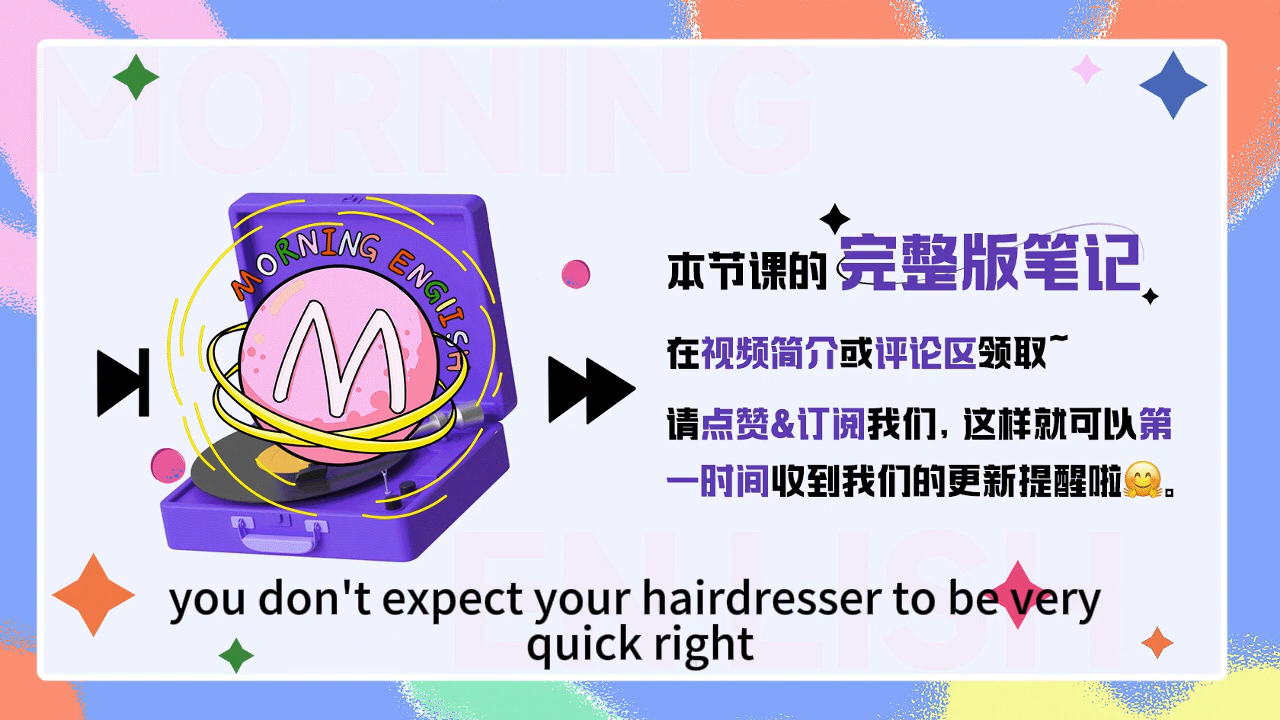 MORNING
MORNING ENGLISH
M
本节课的 完整版笔记
在视频简介或评论区领取~
请点赞&订阅我们, 这样就可以第
一时间收到我们的更新提醒啦🤗。
ENGLISH
you don't expect your hairdresser to be very
quick right